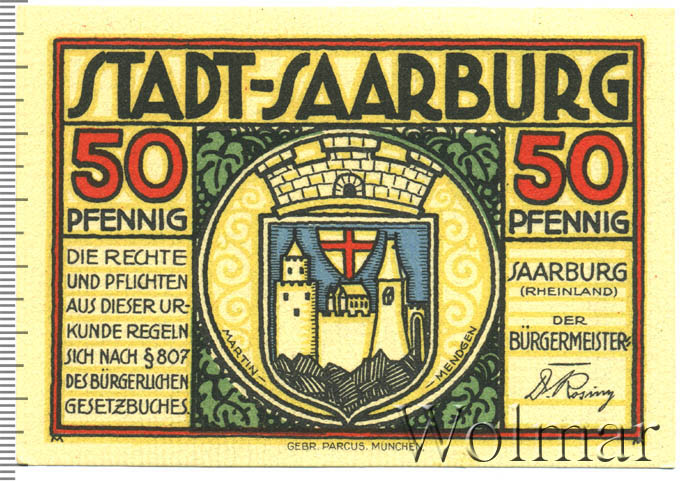 STADT-SAARBURG
50
PFENNIG
DIE RECHTE
UND PFLICHTEN
AUS DIESER UR-
KUNDE REGELN
SICH NACH § 807
DES BÜRGERLICHEN
GESETZBUCHES.
MARTIN – MENDGEN
50
PFENNIG
SAARBURG
(RHEINLAND)
DER
BÜRGERMEISTER:
M
M
GEBR. PARCUS. MÜNCHEN.
Wolmar